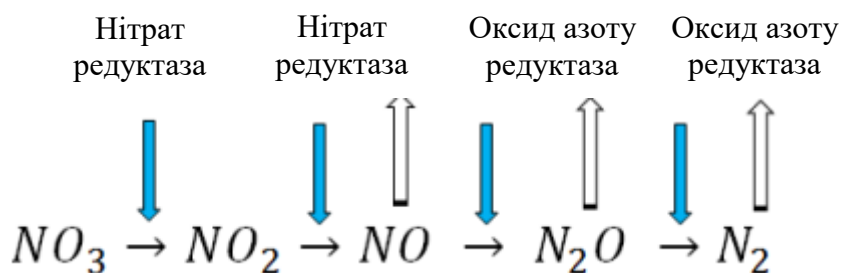 Нітрат Нітрат Оксид азоту Оксид азоту
редуктаза редуктаза редуктаза редуктаза
NO₃ → NO₂ → NO → N₂O → N₂